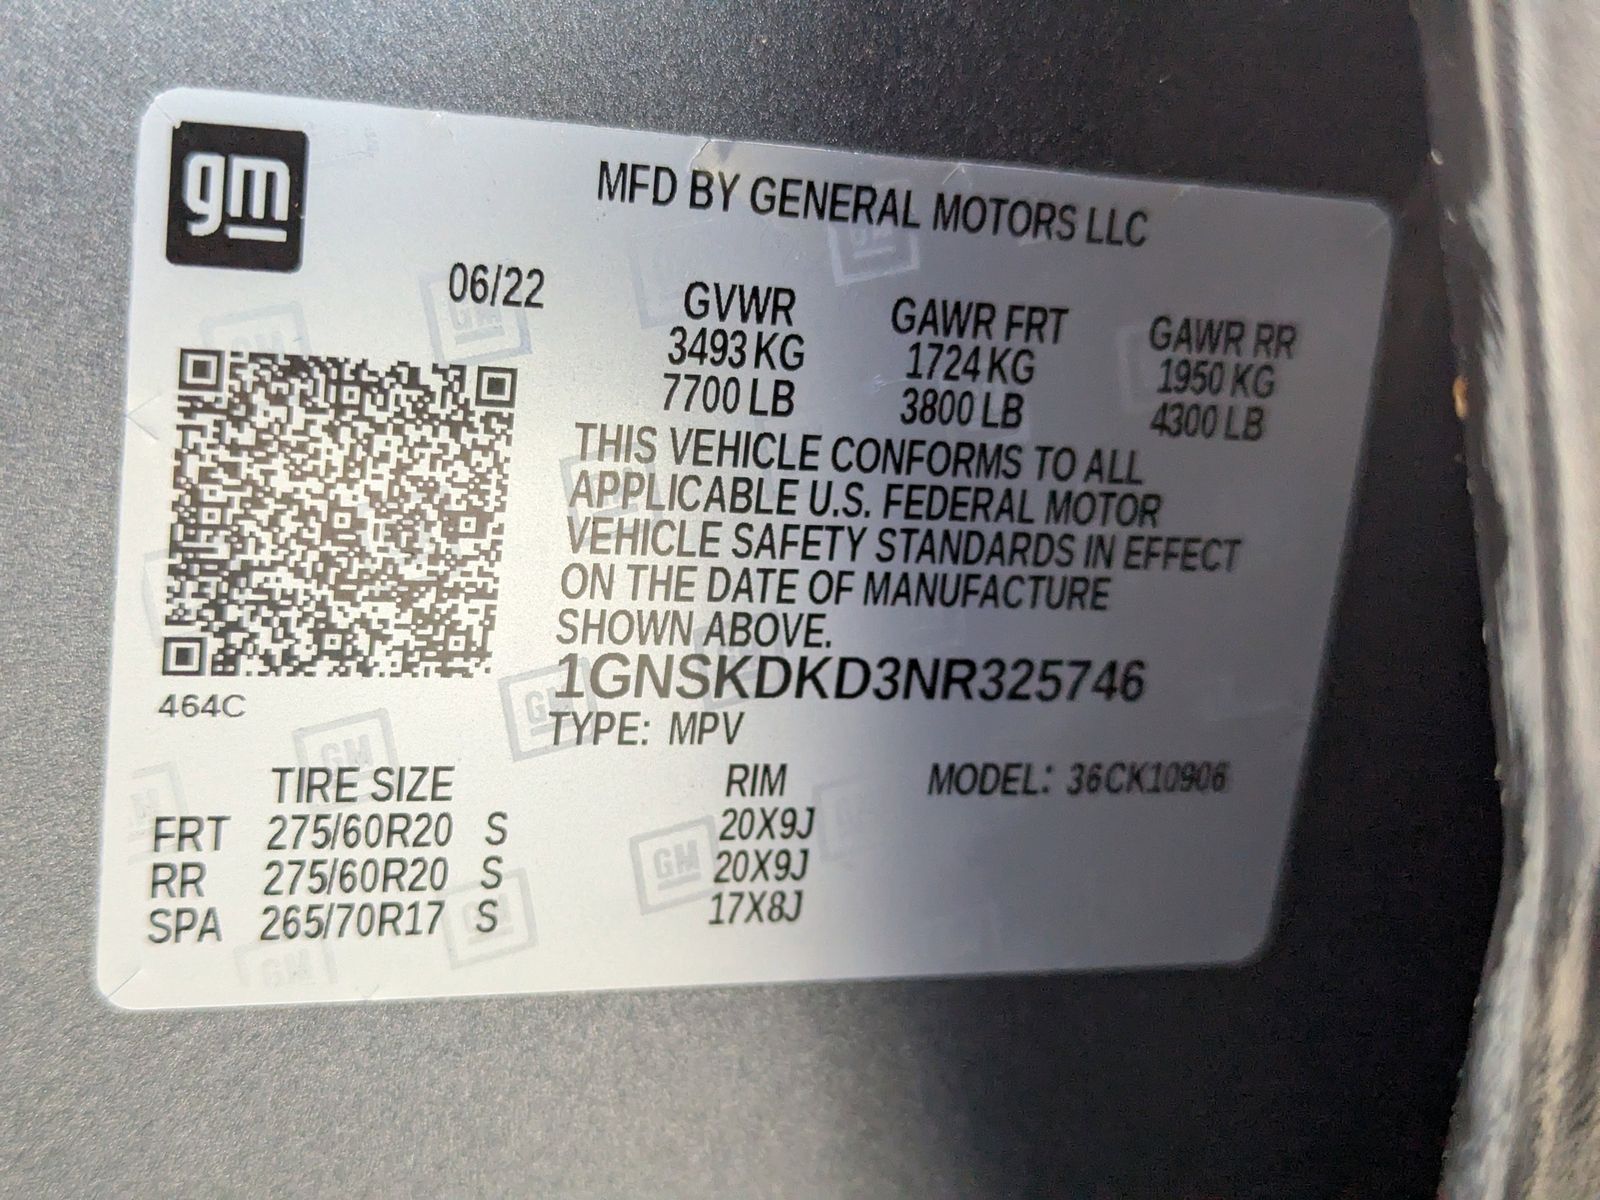 gm
MFD BY GENERAL MOTORS LLC
06/22
GVWR GAWR FRT GAWR RR
3493 KG 1724 KG 1950 KG
7700 LB 3800 LB 4300 LB
THIS VEHICLE CONFORMS TO ALL
APPLICABLE U.S. FEDERAL MOTOR
VEHICLE SAFETY STANDARDS IN EFFECT
ON THE DATE OF MANUFACTURE
SHOWN ABOVE.
1GNSKDKD3NR325746
464C
TYPE: MPV
TIRE SIZE RIM MODEL: 36CK10906
FRT 275/60R20 S 20X9J
RR 275/60R20 S 20X9J
SPA 265/70R17 S 17X8J